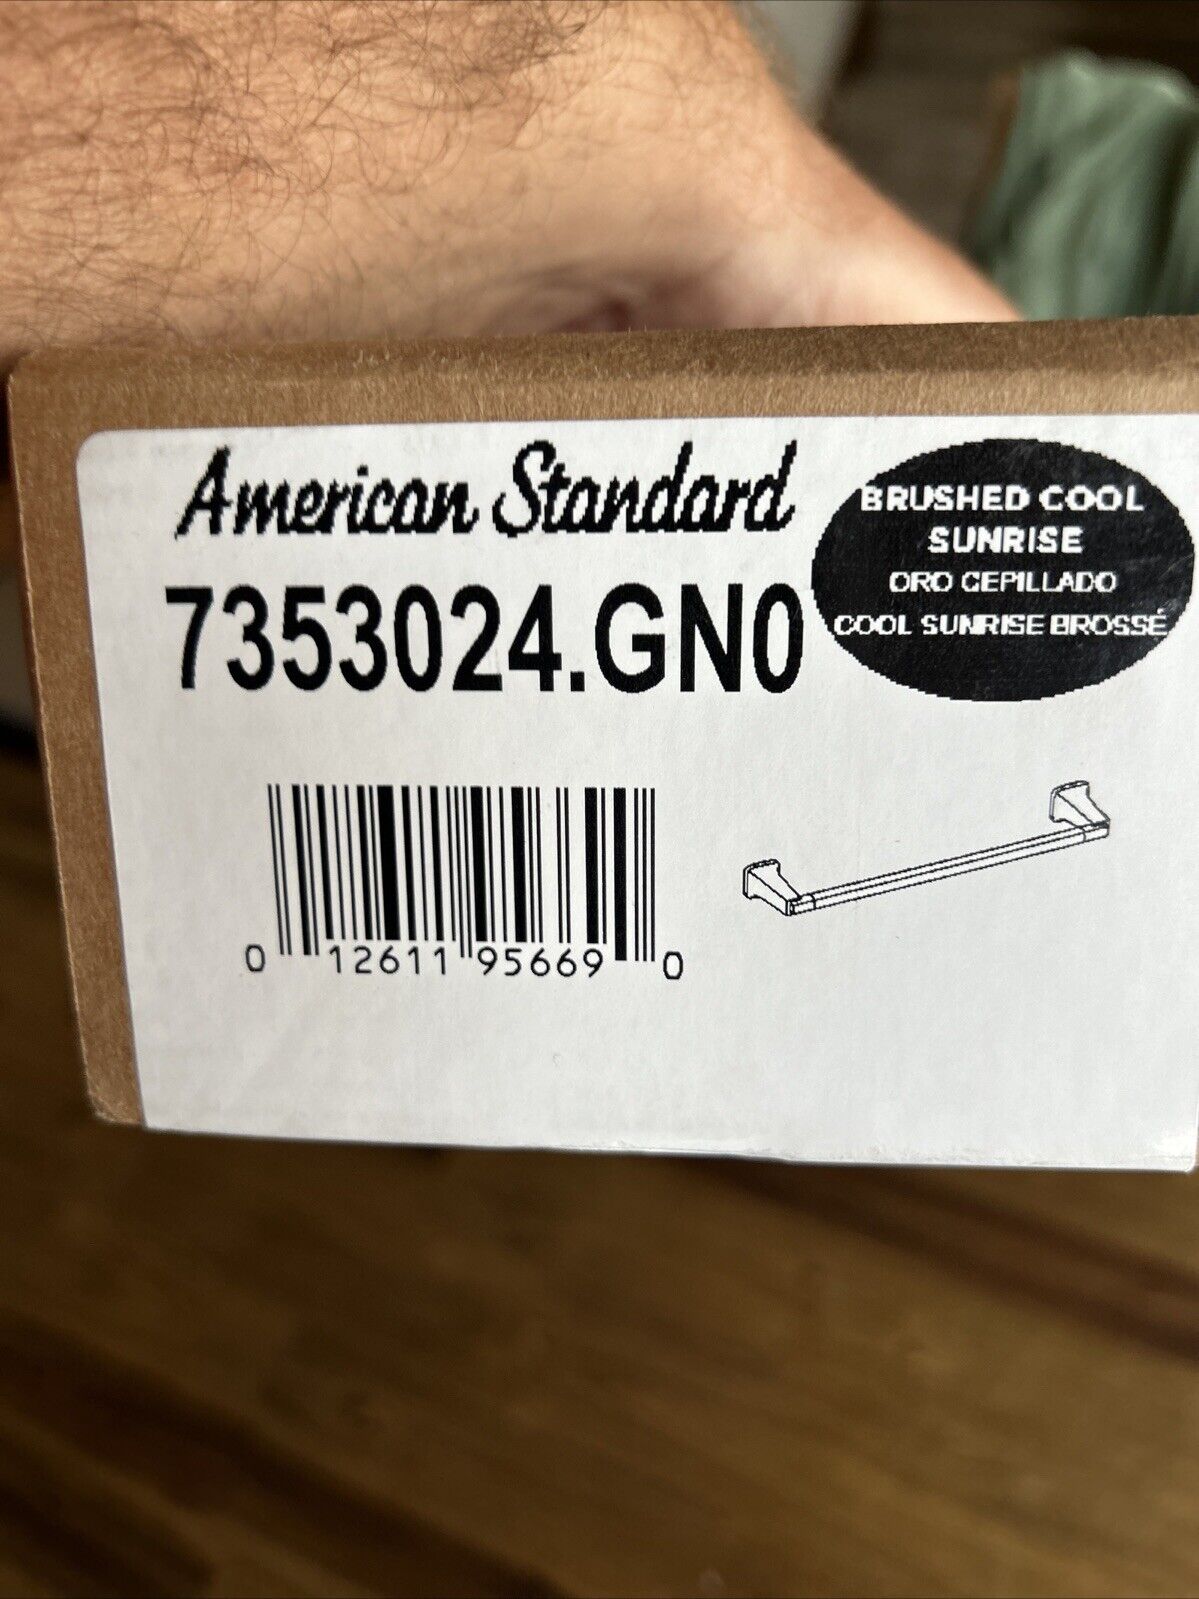 American Standard
7353024.GN0
BRUSHED COOL
SUNRISE
ORO CEPILLADO
COOL SUNRISE BROSSÉ
0 12611 95669 0